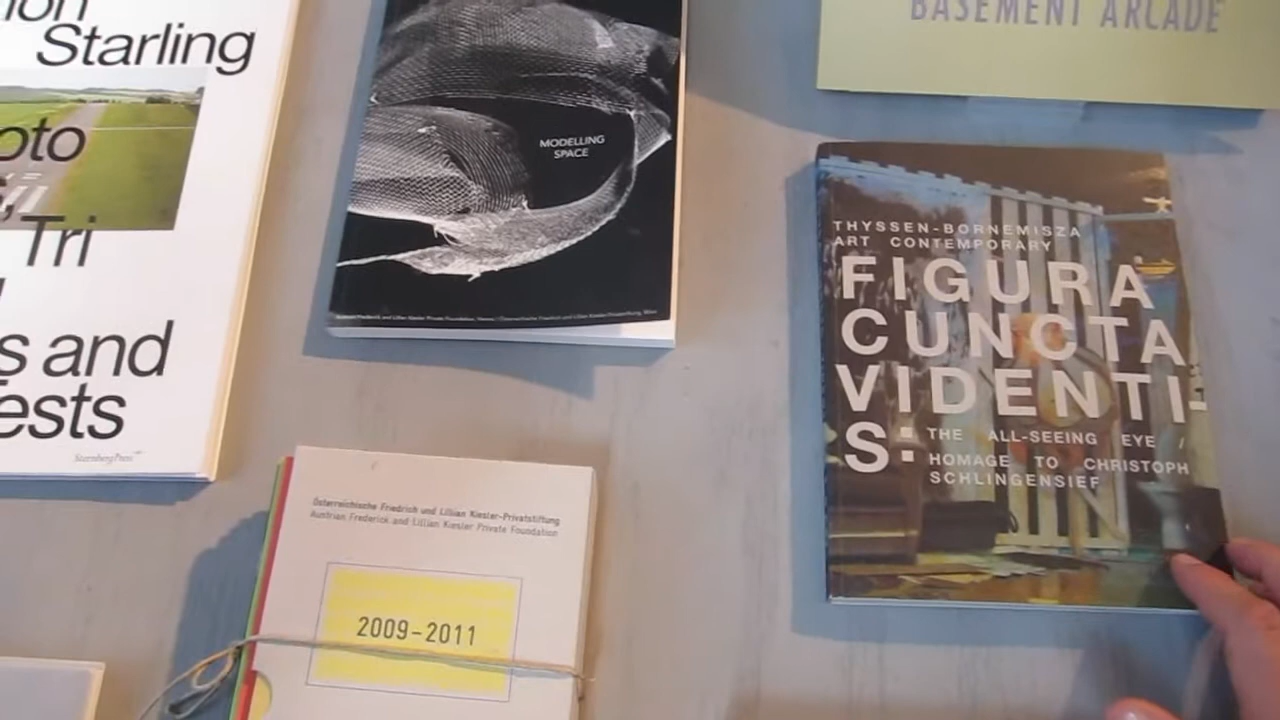 Starling
oto
Tri
s and
ests
SternbergPress
MODELLING
SPACE
BASEMENT ARCADE
THYSSEN-BORNEMISZA
ART CONTEMPORARY
FIGURA
CUNCTA
VIDENTI-
S:
THE ALL-SEEING EYE /
HOMAGE TO CHRISTOPH
SCHLINGENSIEF
Österreichische Friedrich und Lillian Kiesler-Privatstiftung
Austrian Frederick and Lillian Kiesler Private Foundation
2009-2011